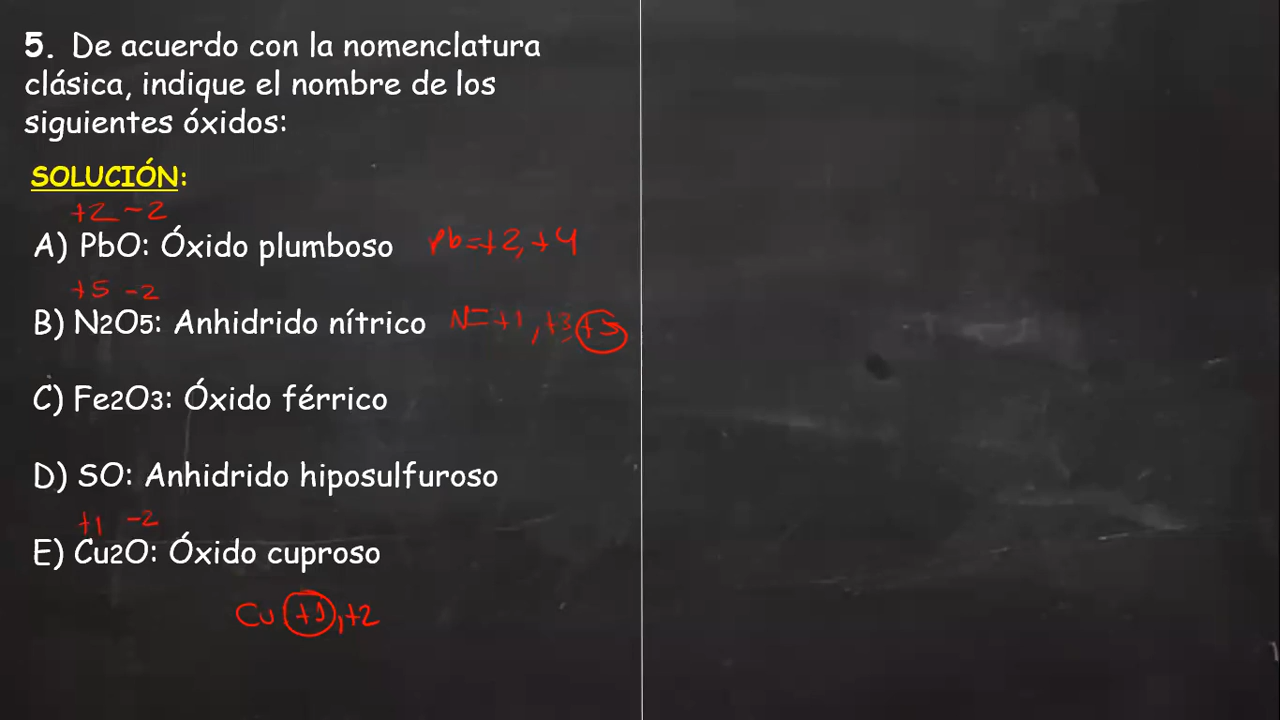 5. De acuerdo con la nomenclatura
clásica, indique el nombre de los
siguientes óxidos:
SOLUCIÓN:
+2 -2
A) PbO: Óxido plumboso Pb=+2,+4
+5 -2
B) N2O5: Anhidrido nítrico N=+1,+3,+5
C) Fe2O3: Óxido férrico
D) SO: Anhidrido hiposulfuroso
+1 -2
E) Cu2O: Óxido cuproso
Cu +1,+2